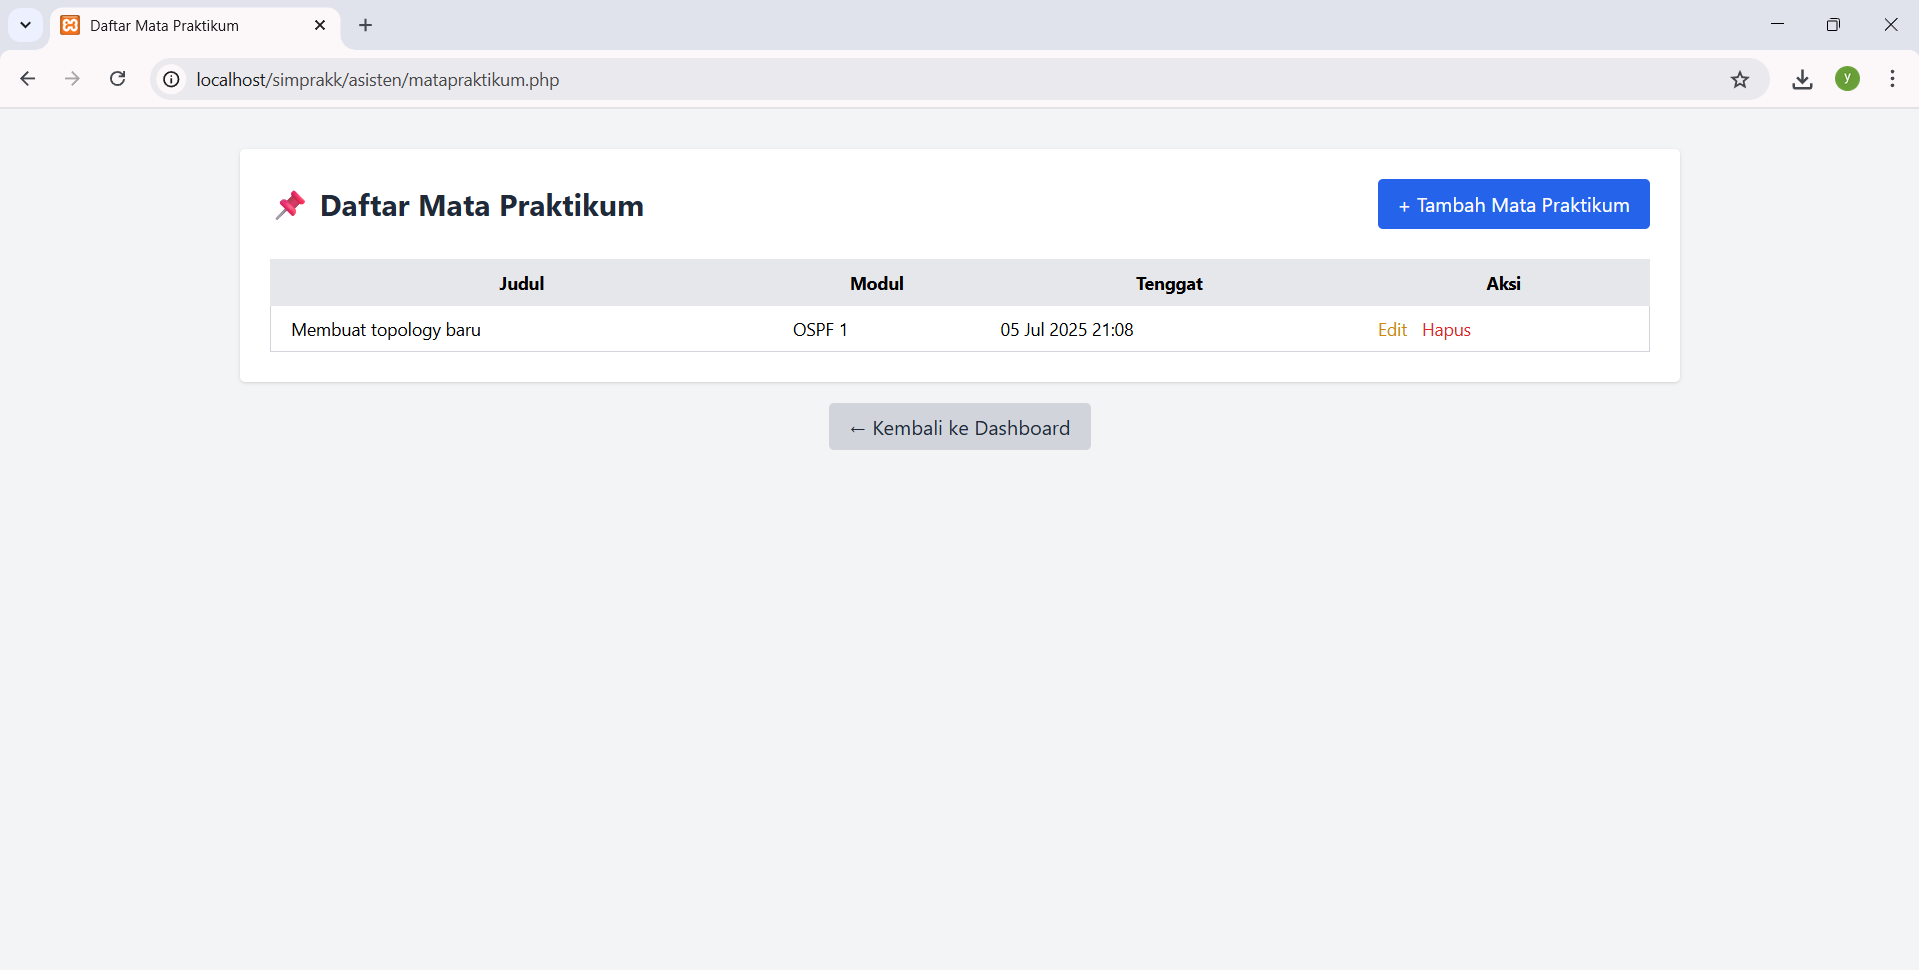 Daftar Mata Praktikum
localhost/simprakk/asisten/matapraktikum.php
y
Daftar Mata Praktikum
+ Tambah Mata Praktikum
Judul Modul Tenggat Aksi
Membuat topology baru OSPF 1 05 Jul 2025 21:08 Edit Hapus
← Kembali ke Dashboard